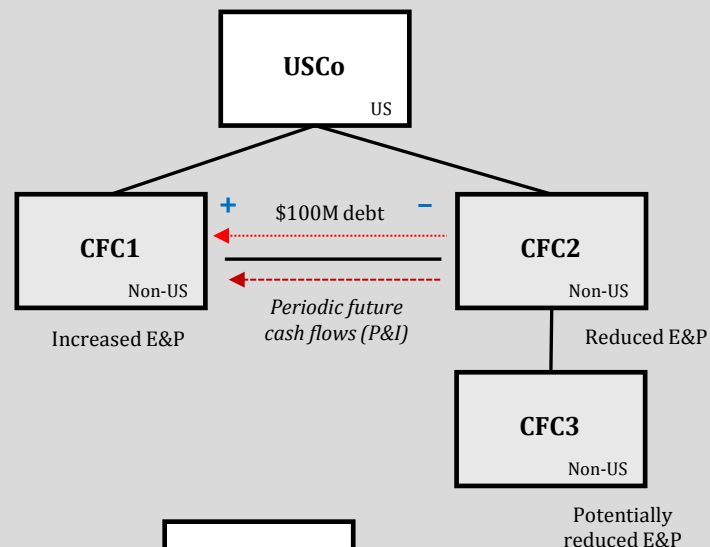 USCo
US
+
$100M debt
–
CFC1
Non-US
CFC2
Non-US
Periodic future
cash flows (P&I)
Increased E&P
Reduced E&P
CFC3
Non-US
Potentially
reduced E&P